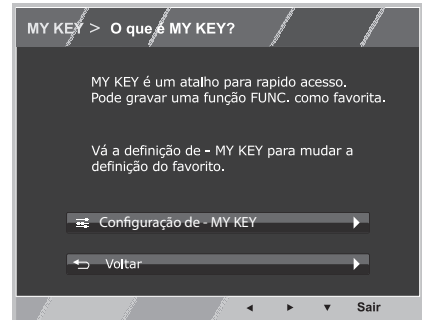 MY KEY > O que é MY KEY?
MY KEY é um atalho para rapido acesso.
Pode gravar uma função FUNC. como favorita.
Vá a definição de - MY KEY para mudar a
definição do favorito.
Configuração de - MY KEY
Voltar
Sair